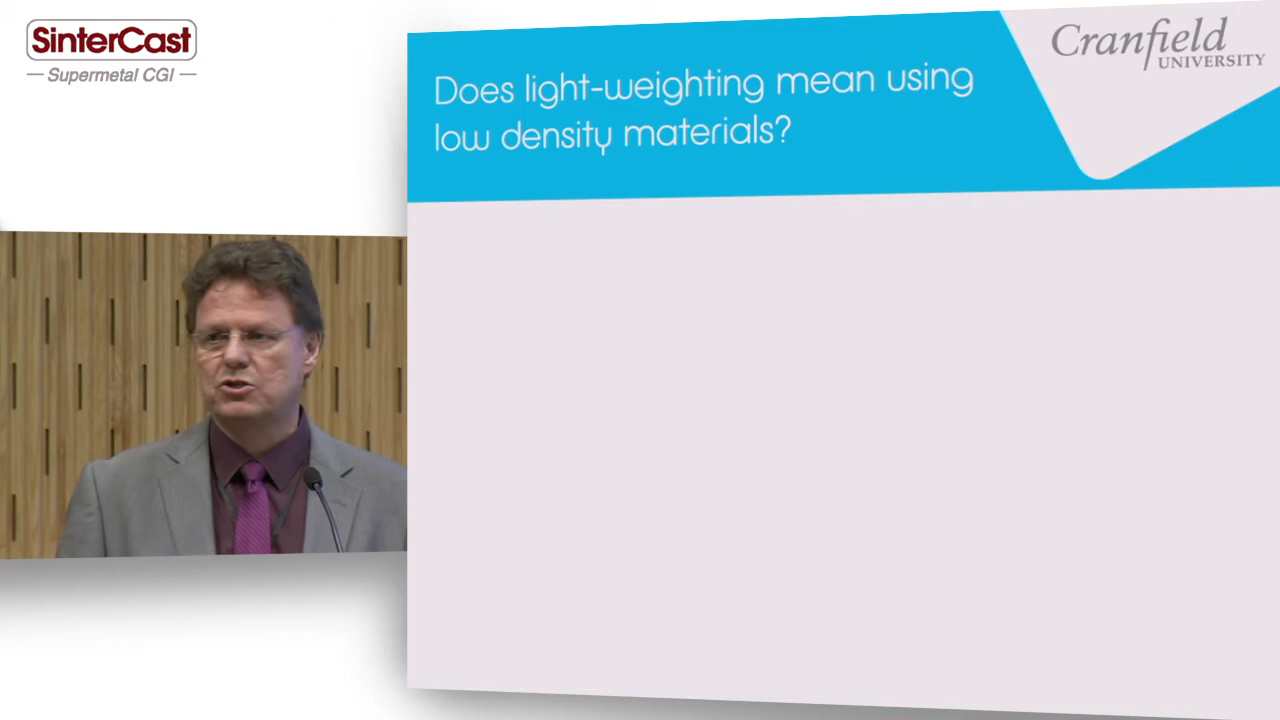 SinterCast
— Supermetal CGI —
Does light-weighting mean using
low density materials?
Cranfield
UNIVERSITY